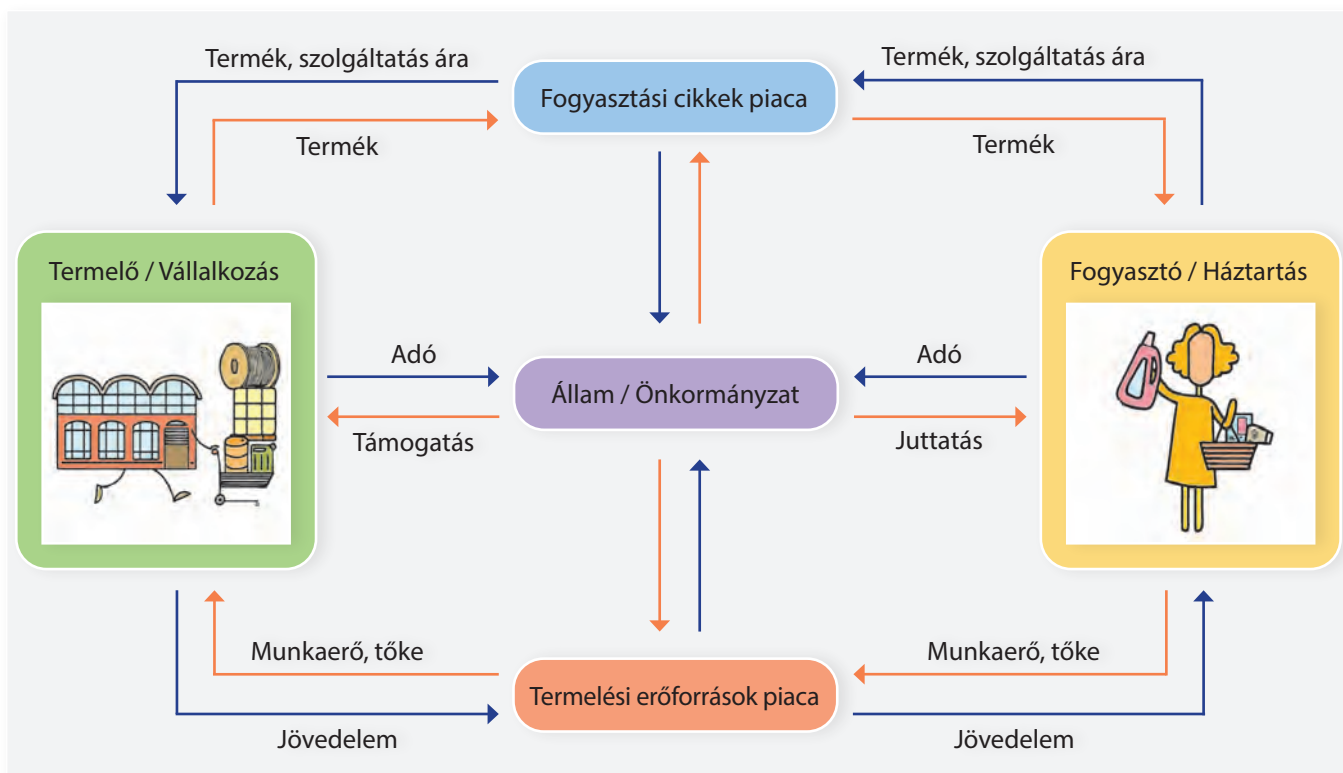 Termék, szolgáltatás ára
Termék, szolgáltatás ára
Fogyasztási cikkek piaca
Termék
Termék
Termelő / Vállalkozás
Fogyasztó / Háztartás
Adó
Adó
Állam / Önkormányzat
Támogatás
Juttatás
Munkaerő, tőke
Munkaerő, tőke
Termelési erőforrások piaca
Jövedelem
Jövedelem